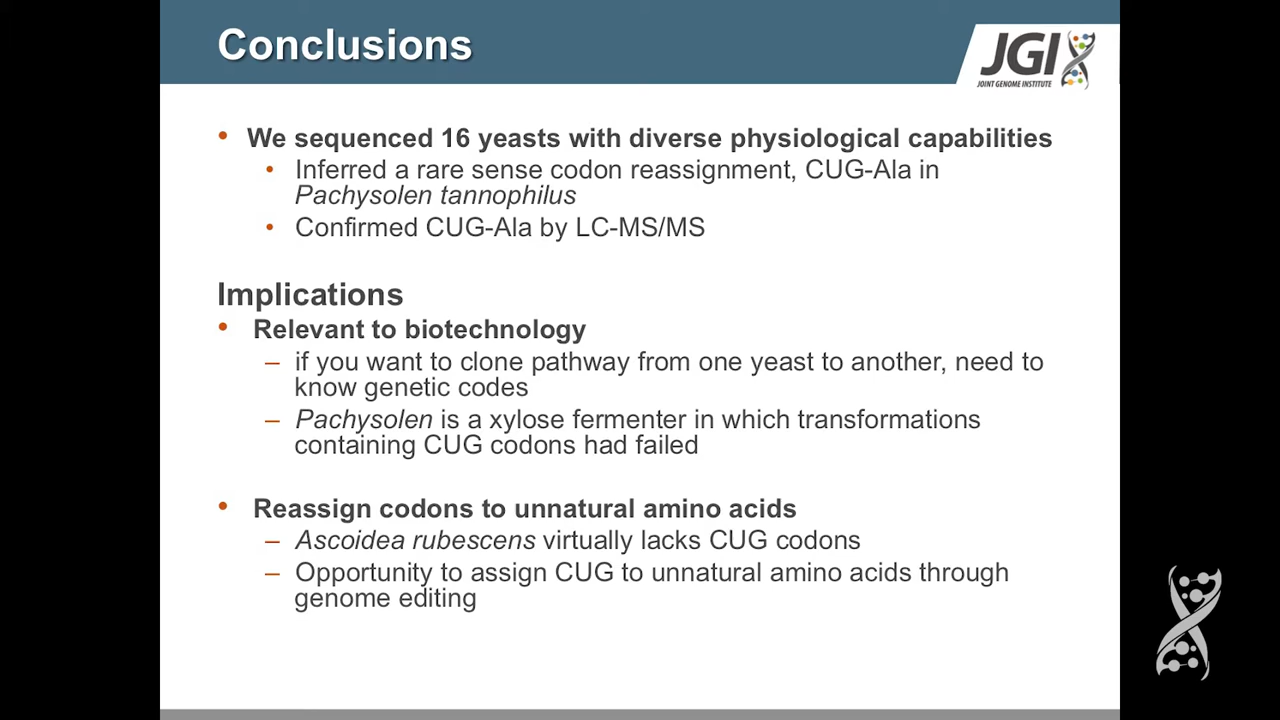 Conclusions
JGI
JOINT GENOME INSTITUTE
• We sequenced 16 yeasts with diverse physiological capabilities
• Inferred a rare sense codon reassignment, CUG-Ala in
Pachysolen tannophilus
• Confirmed CUG-Ala by LC-MS/MS
Implications
• Relevant to biotechnology
– if you want to clone pathway from one yeast to another, need to
know genetic codes
– Pachysolen is a xylose fermenter in which transformations
containing CUG codons had failed
• Reassign codons to unnatural amino acids
– Ascoidea rubescens virtually lacks CUG codons
– Opportunity to assign CUG to unnatural amino acids through
genome editing